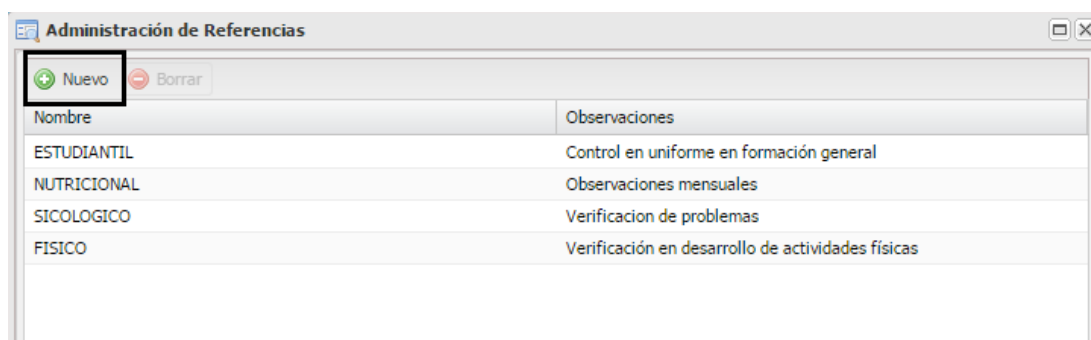 Administración de Referencias
Nuevo Borrar
Nombre Observaciones
ESTUDIANTIL Control en uniforme en formación general
NUTRICIONAL Observaciones mensuales
SICOLOGICO Verificacion de problemas
FISICO Verificación en desarrollo de actividades físicas